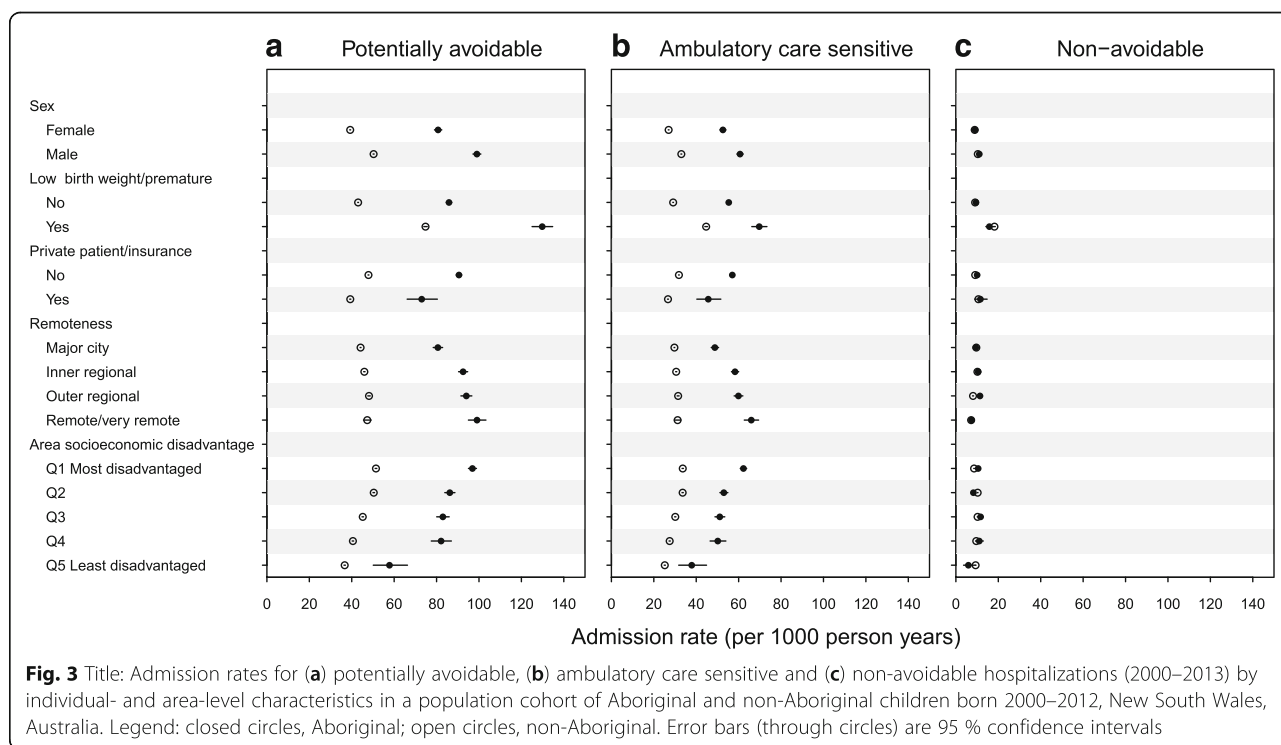 a Potentially avoidable
b Ambulatory care sensitive
c Non−avoidable
Sex
Female
Male
Low birth weight/premature
No
Yes
Private patient/insurance
No
Yes
Remoteness
Major city
Inner regional
Outer regional
Remote/very remote
Area socioeconomic disadvantage
Q1 Most disadvantaged
Q2
Q3
Q4
Q5 Least disadvantaged
0 20 40 60 80 100 120 140
0 20 40 60 80 100 120 140
0 20 40 60 80 100 120 140
Admission rate (per 1000 person years)
Fig. 3 Title: Admission rates for (a) potentially avoidable, (b) ambulatory care sensitive and (c) non-avoidable hospitalizations (2000–2013) by
individual- and area-level characteristics in a population cohort of Aboriginal and non-Aboriginal children born 2000–2012, New South Wales,
Australia. Legend: closed circles, Aboriginal; open circles, non-Aboriginal. Error bars (through circles) are 95 % confidence intervals